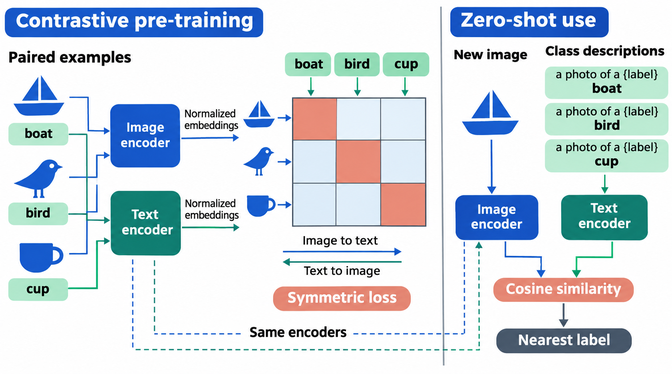 Contrastive pre-training
Paired examples
boat
bird
cup
Image
encoder
Text
encoder
Normalized
embeddings
Normalized
embeddings
boat
bird
cup
Image to text
Text to image
Symmetric loss
Same encoders
Zero-shot use
New image
Class descriptions
a photo of a {label}
boat
a photo of a {label}
bird
a photo of a {label}
cup
Image
encoder
Text
encoder
Cosine similarity
Nearest label